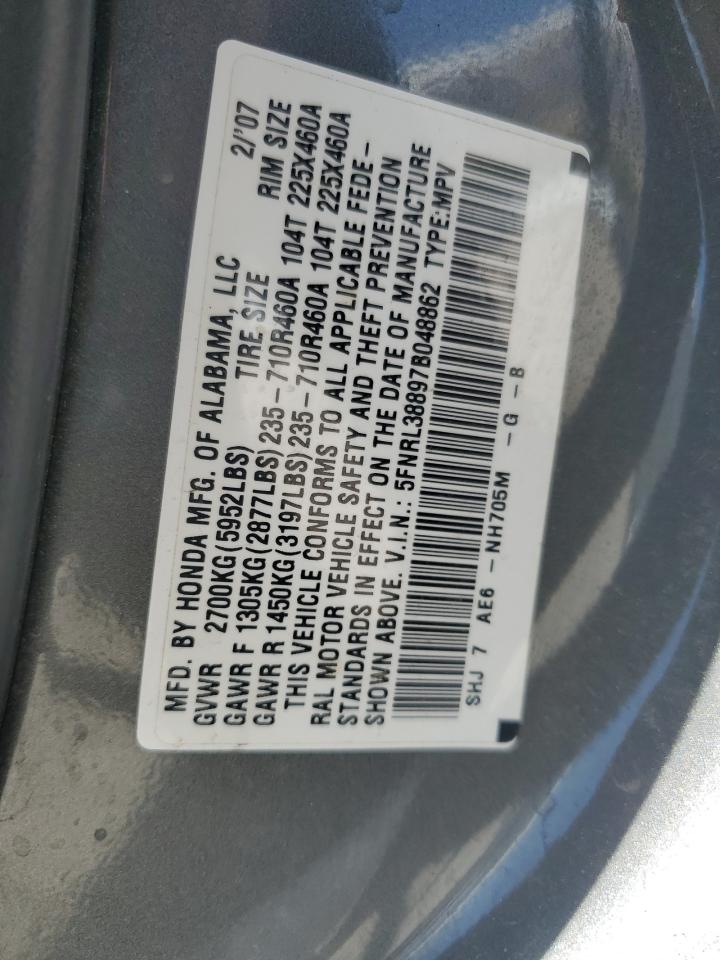 MFD. BY HONDA MFG. OF ALABAMA, LLC 2/'07
GVWR 2700KG(5952LBS) TIRE SIZE RIM SIZE
GAWR F 1305KG(2877LBS)235-710R460A 104T 225X460A
GAWR R 1450KG(3197LBS)235-710R460A 104T 225X460A
THIS VEHICLE CONFORMS TO ALL APPLICABLE FEDE-
RAL MOTOR VEHICLE SAFETY AND THEFT PREVENTION
STANDARDS IN EFFECT ON THE DATE OF MANUFACTURE
SHOWN ABOVE. V.I.N.: 5FNRL38897B048862 TYPE:MPV
SHJ 7 AE6 -NH705M -G -B